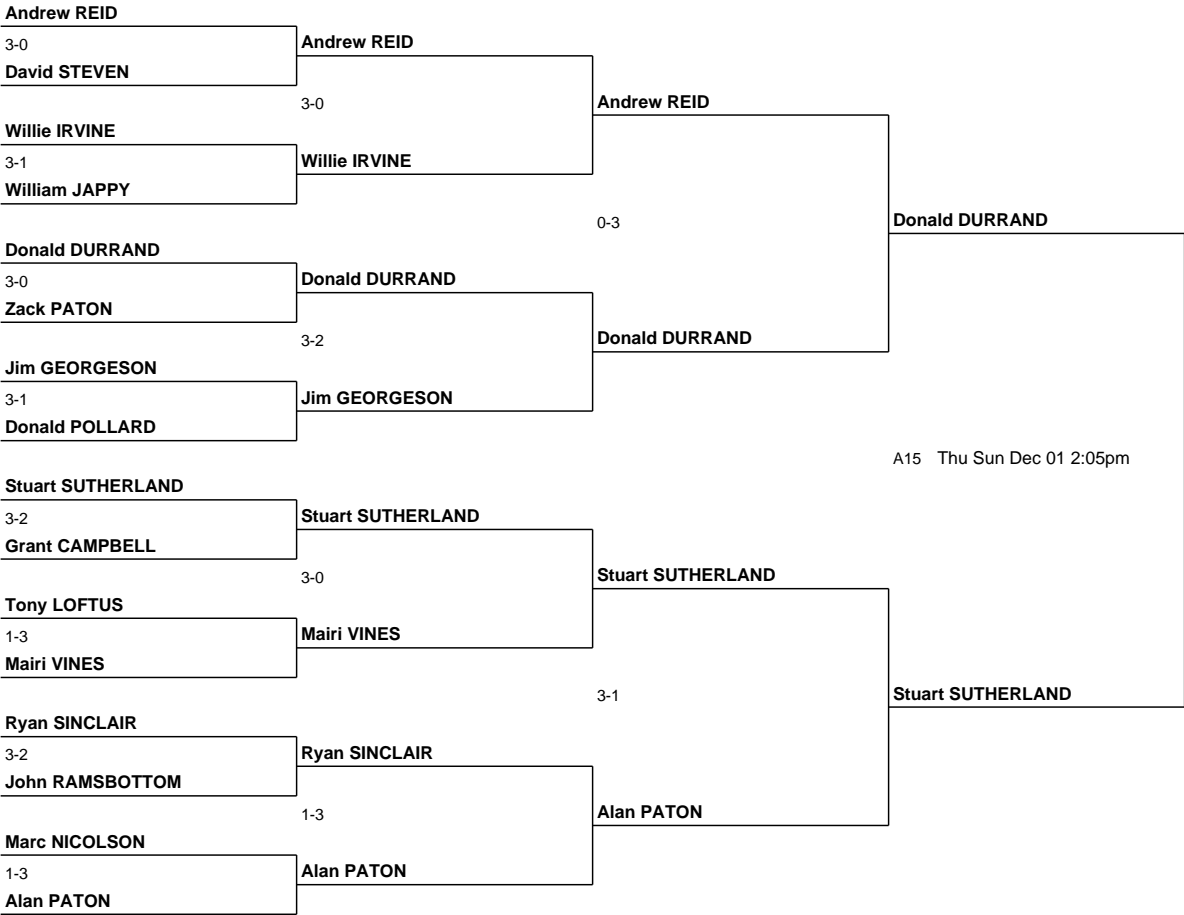 Andrew REID
3-0
David STEVEN
Willie IRVINE
3-1
William JAPPY
Donald DURRAND
3-0
Zack PATON
Jim GEORGESON
3-1
Donald POLLARD
Stuart SUTHERLAND
3-2
Grant CAMPBELL
Tony LOFTUS
1-3
Mairi VINES
Ryan SINCLAIR
3-2
John RAMSBOTTOM
Marc NICOLSON
1-3
Alan PATON
Andrew REID
3-0
Willie IRVINE
Donald DURRAND
3-2
Jim GEORGESON
Stuart SUTHERLAND
3-0
Mairi VINES
Ryan SINCLAIR
1-3
Alan PATON
Andrew REID
0-3
Donald DURRAND
Stuart SUTHERLAND
3-1
Alan PATON
Donald DURRAND
A15 Thu Sun Dec 01 2:05pm
Stuart SUTHERLAND